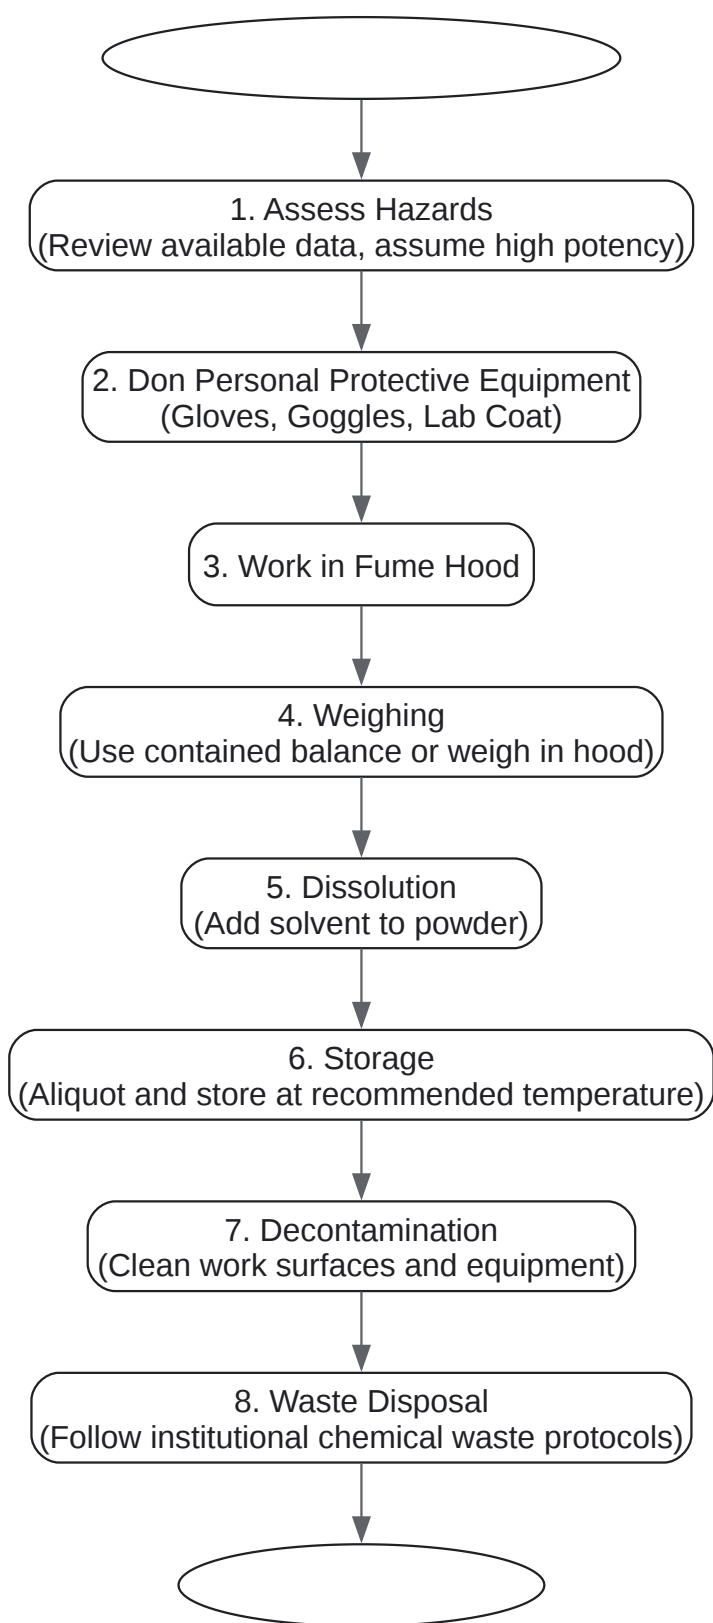 1. Assess Hazards
(Review available data, assume high potency)
2. Don Personal Protective Equipment
(Gloves, Goggles, Lab Coat)
3. Work in Fume Hood
4. Weighing
(Use contained balance or weigh in hood)
5. Dissolution
(Add solvent to powder)
6. Storage
(Aliquot and store at recommended temperature)
7. Decontamination
(Clean work surfaces and equipment)
8. Waste Disposal
(Follow institutional chemical waste protocols)